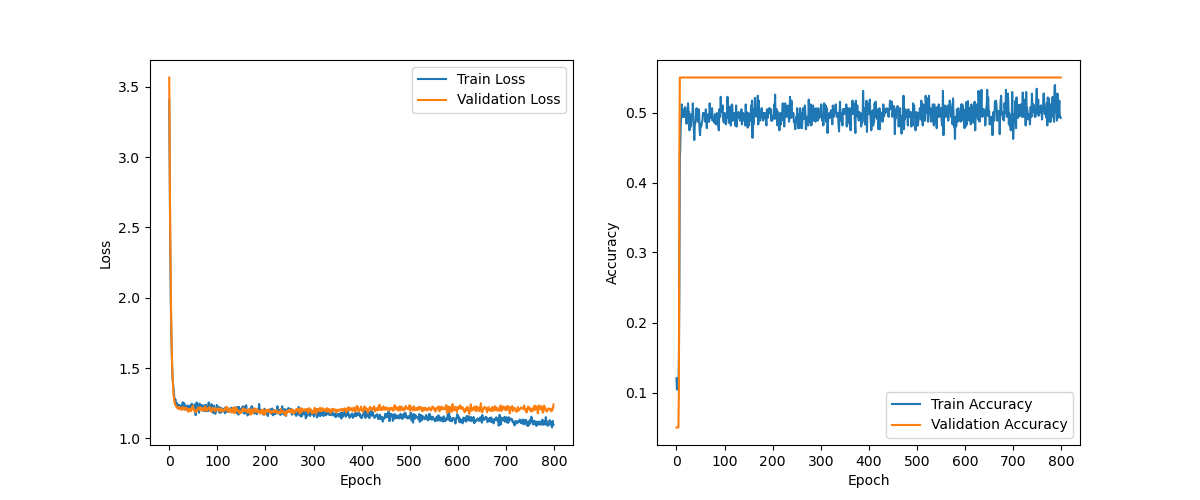 3.5
3.0
2.5
2.0
1.5
1.0
Loss
0 100 200 300 400 500 600 700 800
Epoch
Train Loss
Validation Loss
0.5
0.4
0.3
0.2
0.1
Accuracy
0 100 200 300 400 500 600 700 800
Epoch
Train Accuracy
Validation Accuracy